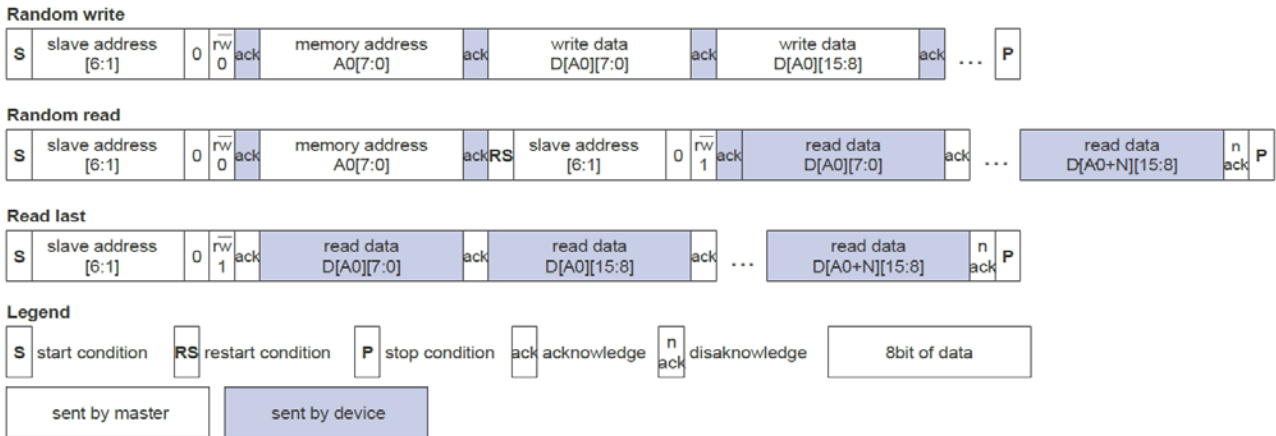 Random write
S slave address [6:1] 0 rw 0 ack memory address A0[7:0] ack write data D[A0][7:0] ack write data D[A0][15:8] ack ... P
Random read
S slave address [6:1] 0 rw 0 ack memory address A0[7:0] ack RS slave address [6:1] 0 rw 1 ack read data D[A0][7:0] ack ... read data D[A0+N][15:8] n ack P
Read last
S slave address [6:1] 0 rw 1 ack read data D[A0][7:0] ack read data D[A0][15:8] ack ... read data D[A0+N][15:8] n ack P
Legend
S start condition RS restart condition P stop condition ack acknowledge n ack disaknowledge 8bit of data
sent by master sent by device